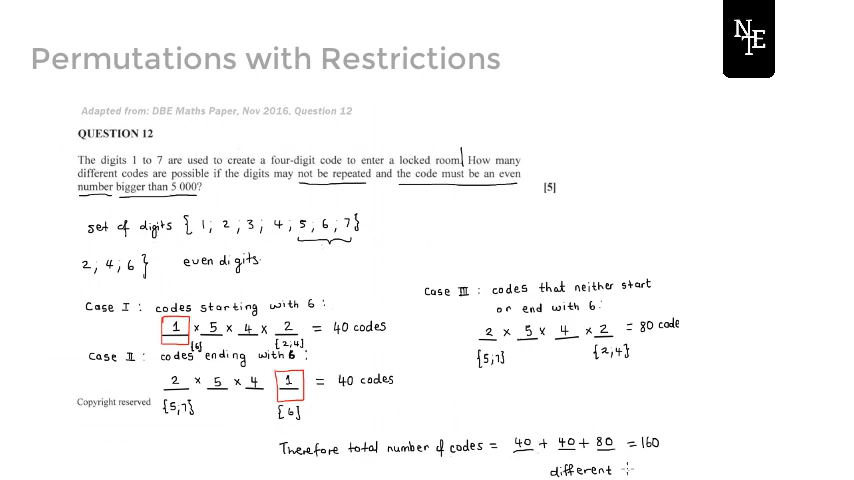 NTE
Permutations with Restrictions
Adapted from: DBE Maths Paper, Nov 2016, Question 12
QUESTION 12
The digits 1 to 7 are used to create a four-digit code to enter a locked room. How many
different codes are possible if the digits may not be repeated and the code must be an even
number bigger than 5 000?
[5]
set of digits { 1; 2; 3; 4; 5; 6; 7}
2; 4; 6 } even digits
Case I : codes starting with 6 :
1 × 5 × 4 × 2 = 40 codes
{6} {2;4}
Case II : codes ending with 6 :
2 × 5 × 4 1 = 40 codes
{5;7} {6}
Case III : codes that neither start
or end with 6 :
2 × 5 × 4 × 2 = 80 code
{5;7} {2;4}
Copyright reserved
Therefore total number of codes = 40 + 40 + 80 = 160
different